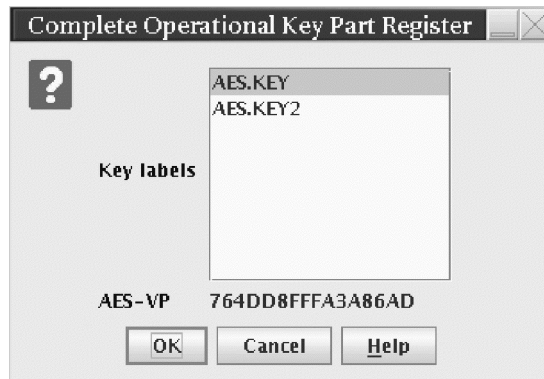 Complete Operational Key Part Register
AES.KEY
AES.KEY2
Key labels
AES-VP 764DD8FFFA3A86AD
OK Cancel Help